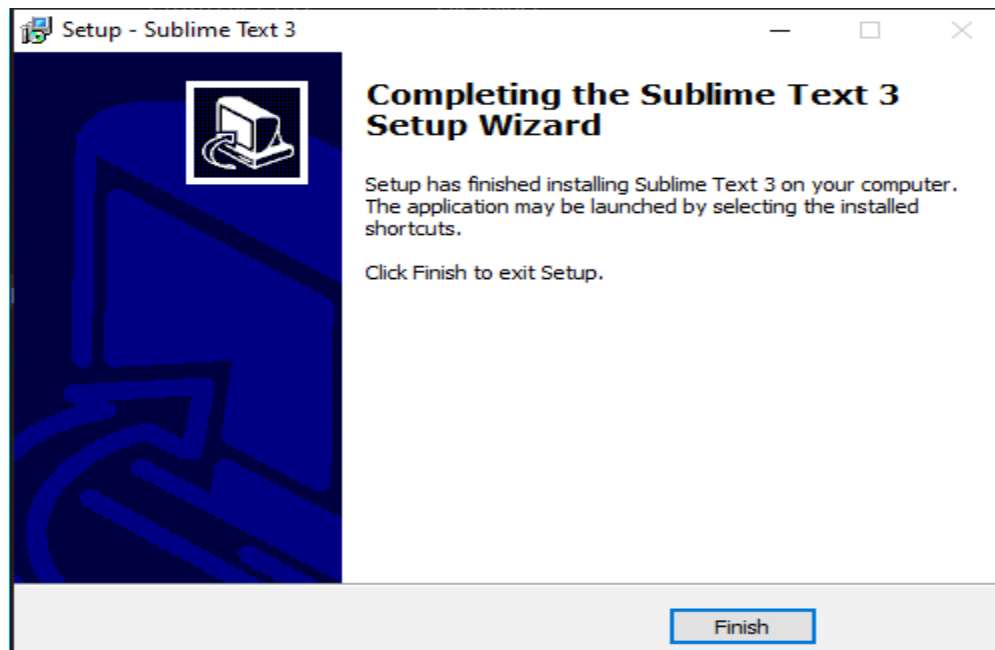 Setup - Sublime Text 3
Completing the Sublime Text 3
Setup Wizard
Setup has finished installing Sublime Text 3 on your computer.
The application may be launched by selecting the installed
shortcuts.
Click Finish to exit Setup.
Finish